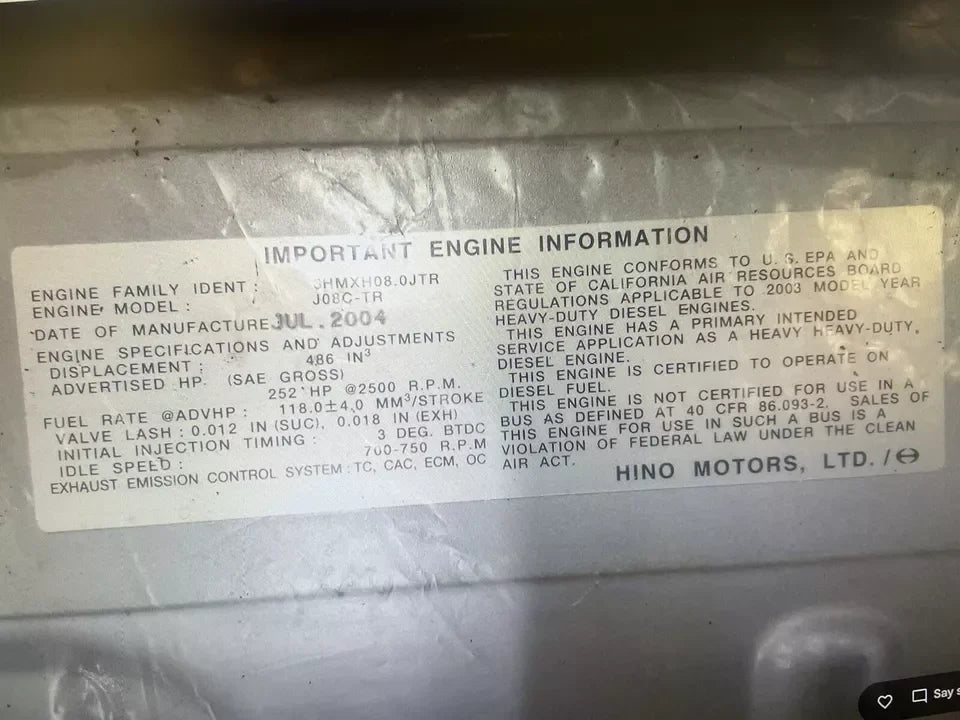 IMPORTANT ENGINE INFORMATION
ENGINE FAMILY IDENT : 3HMXH08.0JTR
ENGINE MODEL : J08C-TR
DATE OF MANUFACTURE JUL. 2004
ENGINE SPECIFICATIONS AND ADJUSTMENTS
DISPLACEMENT : 486 IN³
ADVERTISED HP. (SAE GROSS)
252 HP @2500 R.P.M.
FUEL RATE @ADVHP : 118.0±4.0 MM³/STROKE
VALVE LASH : 0.012 IN (SUC), 0.018 IN (EXH)
INITIAL INJECTION TIMING : 3 DEG. BTDC
IDLE SPEED : 700-750 R.P.M
EXHAUST EMISSION CONTROL SYSTEM : TC, CAC, ECM, OC
THIS ENGINE CONFORMS TO U.S. EPA AND
STATE OF CALIFORNIA AIR RESOURCES BOARD
REGULATIONS APPLICABLE TO 2003 MODEL YEAR
HEAVY-DUTY DIESEL ENGINES.
THIS ENGINE HAS A PRIMARY INTENDED
SERVICE APPLICATION AS A HEAVY HEAVY-DUTY,
DIESEL ENGINE.
THIS ENGINE IS CERTIFIED TO OPERATE ON
DIESEL FUEL.
THIS ENGINE IS NOT CERTIFIED FOR USE IN A
BUS AS DEFINED AT 40 CFR 86.093-2. SALES OF
THIS ENGINE FOR USE IN SUCH A BUS IS A
VIOLATION OF FEDERAL LAW UNDER THE CLEAN
AIR ACT.
HINO MOTORS, LTD. /
Say s